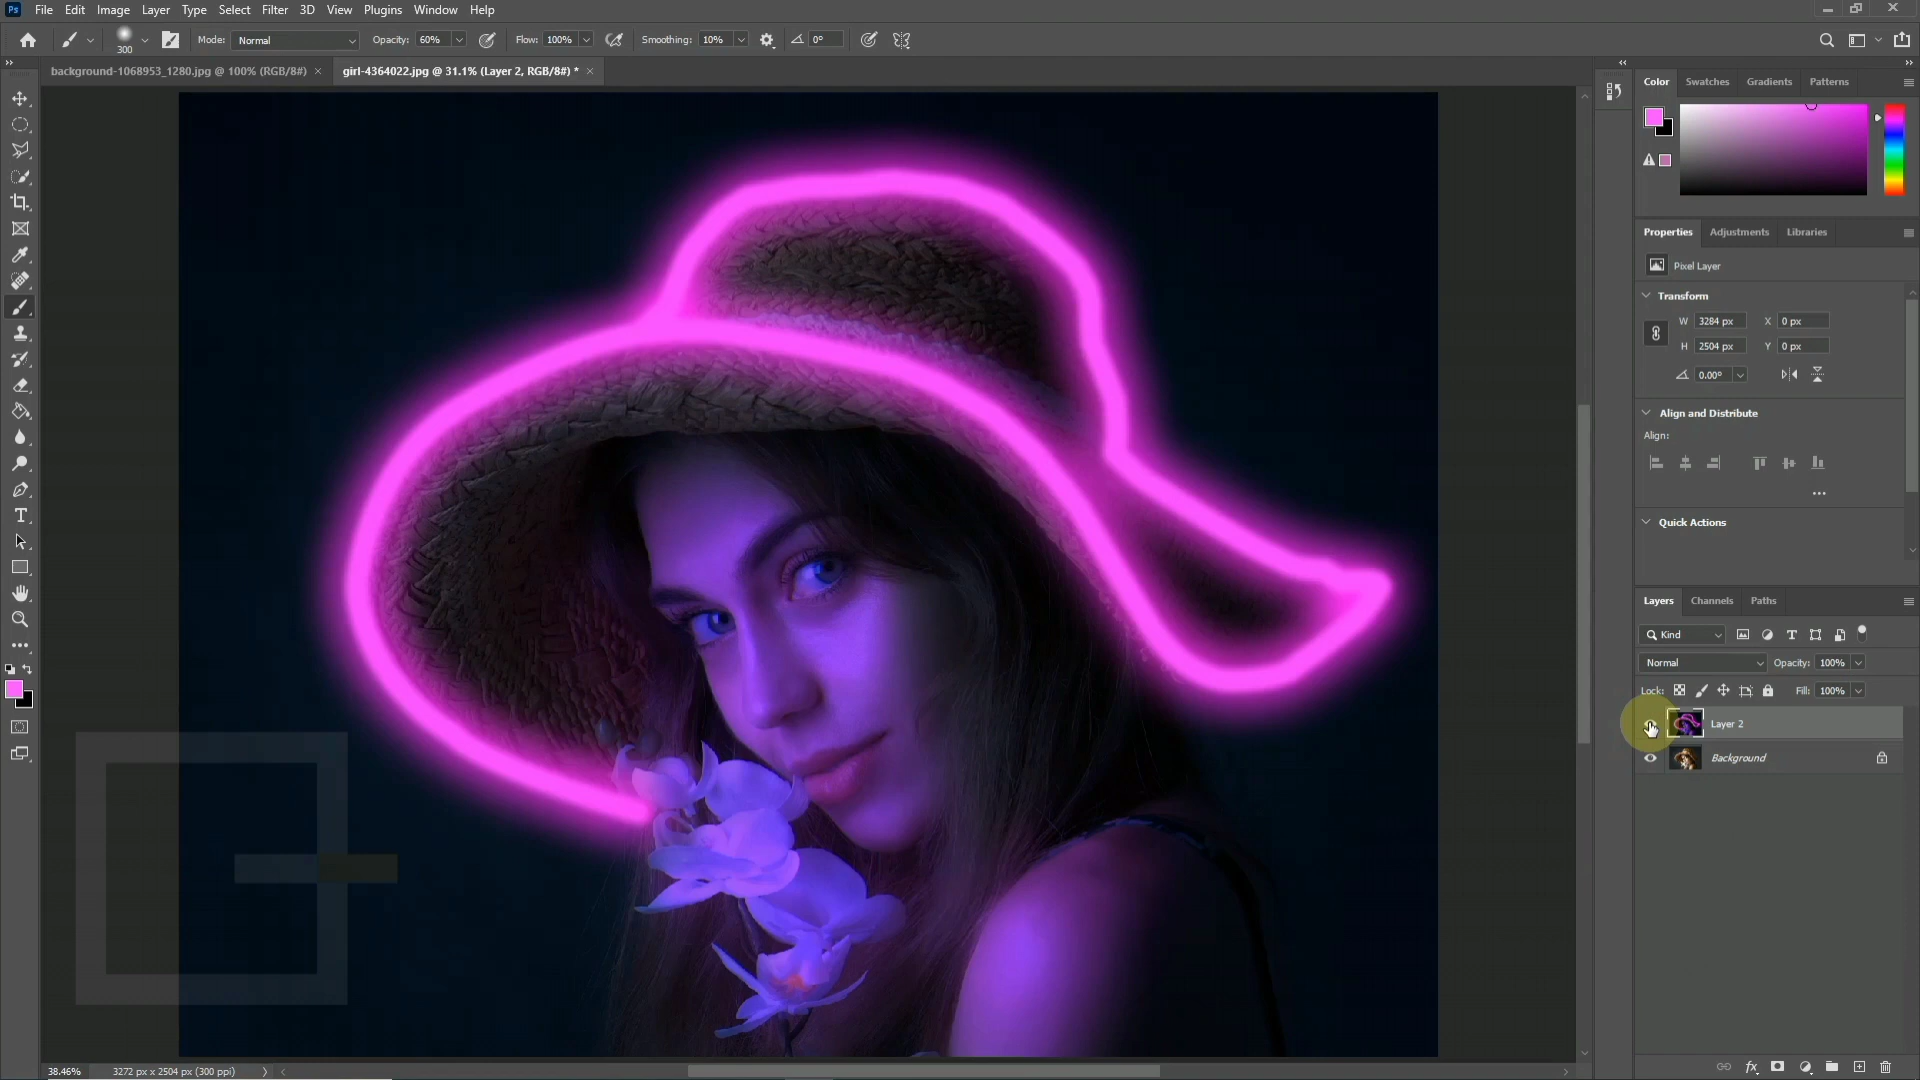 Ps File Edit Image Layer Type Select Filter 3D View Plugins Window Help
300 Mode: Normal Opacity: 60% Flow: 100% Smoothing: 10% 0°
background-1068953_1280.jpg @ 100% (RGB/8#) × girl-4364022.jpg @ 31.1% (Layer 2, RGB/8#) * ×
Color Swatches Gradients Patterns
Properties Adjustments Libraries
Pixel Layer
Transform
W 3284 px X 0 px
H 2504 px Y 0 px
0.00°
Align and Distribute
Align:
Quick Actions
Layers Channels Paths
Kind
Normal Opacity: 100%
Lock: Fill: 100%
Layer 2
Background
38.46% 3272 px x 2504 px (300 ppi)